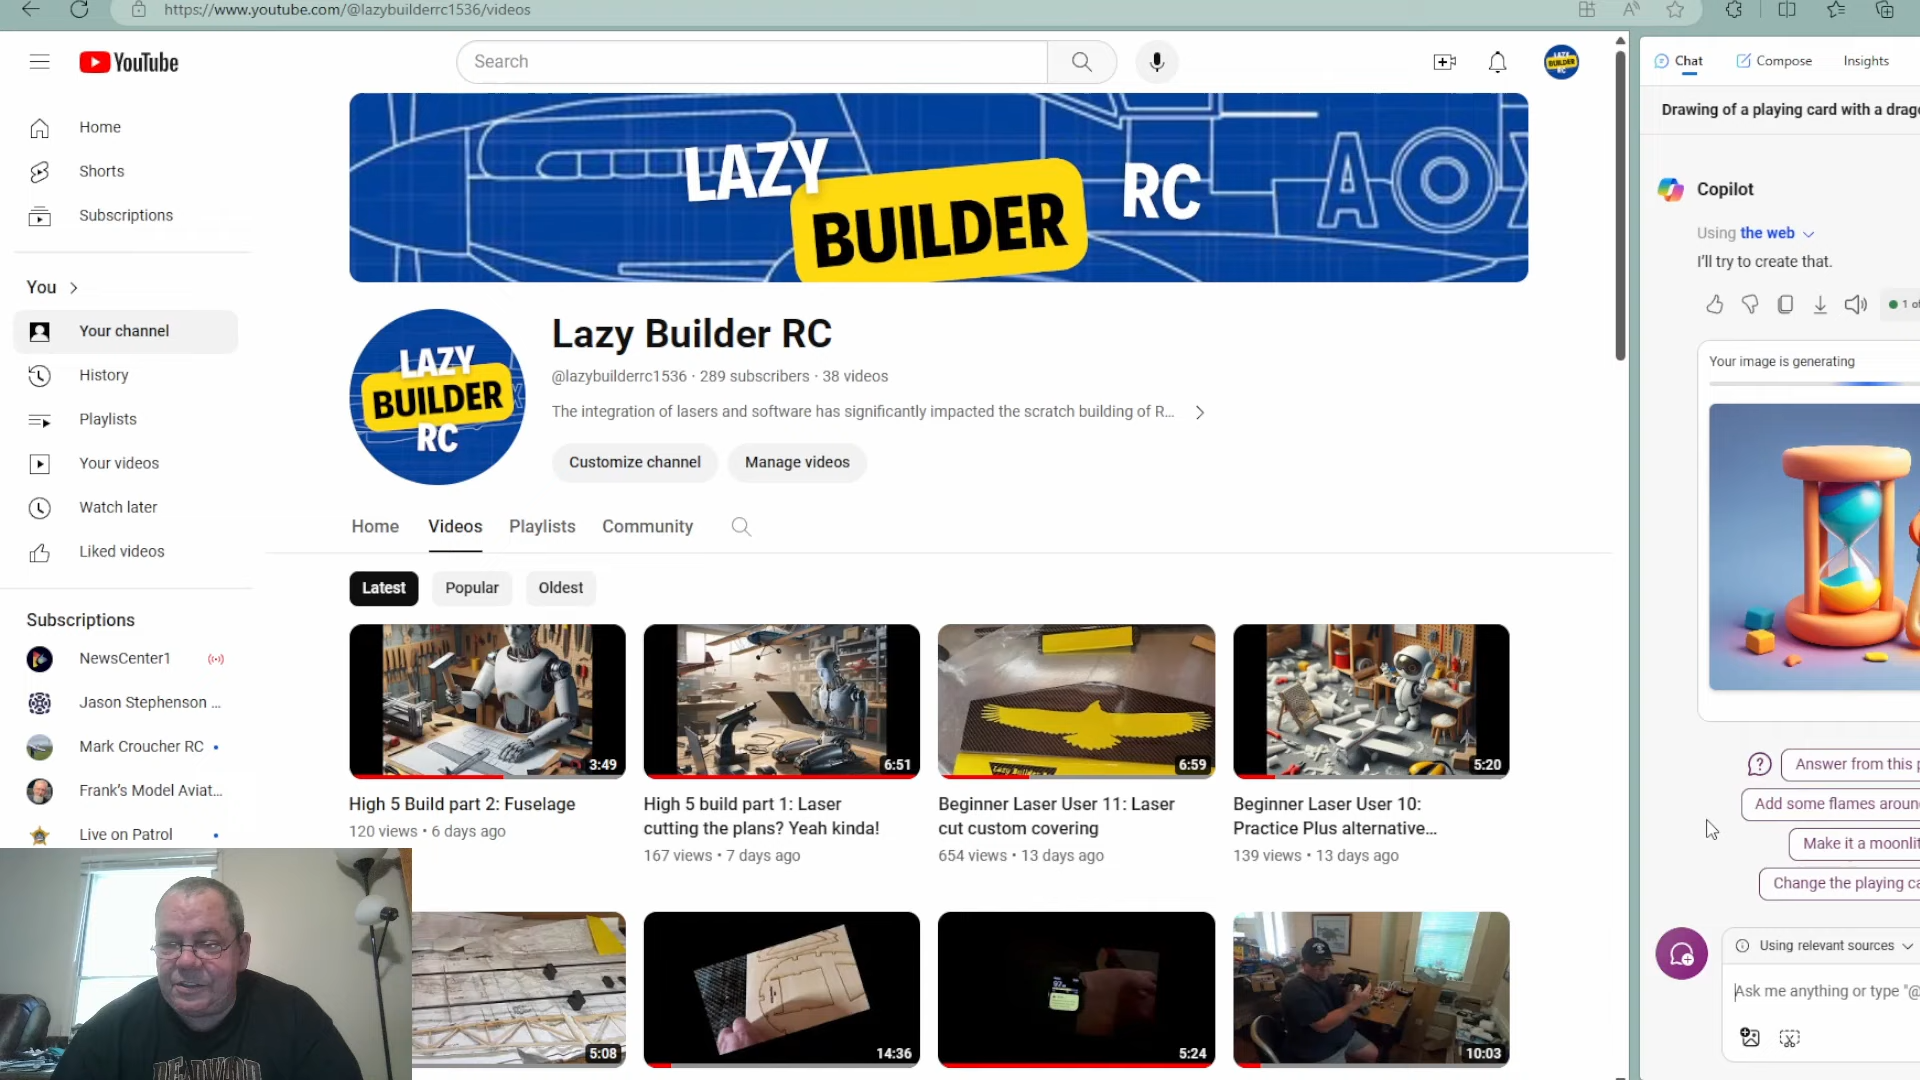 https://www.youtube.com/@lazybuilderrc1536/videos
YouTube
Search
Home
Shorts
Subscriptions
You
Your channel
History
Playlists
Your videos
Watch later
Liked videos
Subscriptions
NewsCenter1
Jason Stephenson ...
Mark Croucher RC
Frank's Model Aviat...
Live on Patrol
LAZY
BUILDER
RC
LAZY
BUILDER
RC
Lazy Builder RC
@lazybuilderrc1536 · 289 subscribers · 38 videos
The integration of lasers and software has significantly impacted the scratch building of R...
Customize channel
Manage videos
Home
Videos
Playlists
Community
Latest
Popular
Oldest
3:49
6:51
6:59
5:20
High 5 Build part 2: Fuselage
120 views • 6 days ago
High 5 build part 1: Laser
cutting the plans? Yeah kinda!
167 views • 7 days ago
Beginner Laser User 11: Laser
cut custom covering
654 views • 13 days ago
Beginner Laser User 10:
Practice Plus alternative...
139 views • 13 days ago
5:08
14:36
5:24
10:03
Chat
Compose
Insights
Drawing of a playing card with a drag
Copilot
Using the web
I'll try to create that.
1 of
Your image is generating
Answer from this p
Add some flames aroun
Make it a moonlit
Change the playing ca
Using relevant sources
Ask me anything or type "@